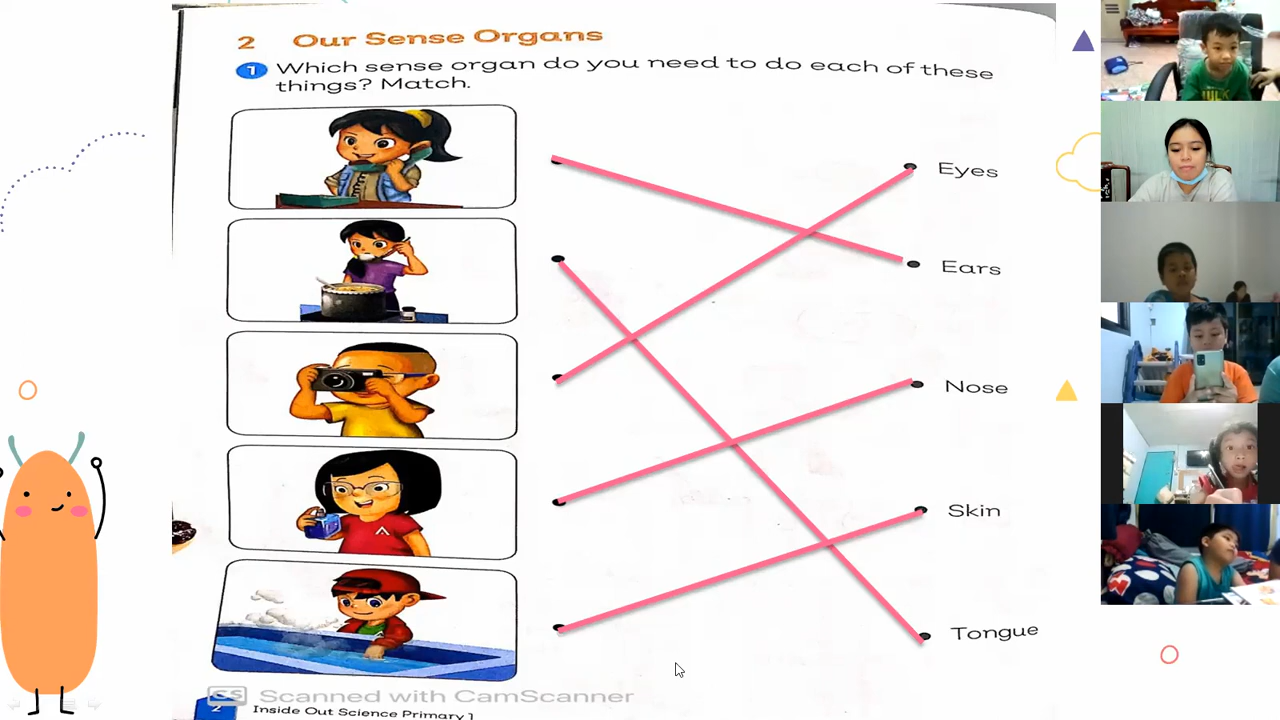 2 Our Sense Organs
1 Which sense organ do you need to do each of these
things? Match.
Eyes
Ears
Nose
Skin
Tongue
CS Scanned with CamScanner
2 Inside Out Science Primary 1